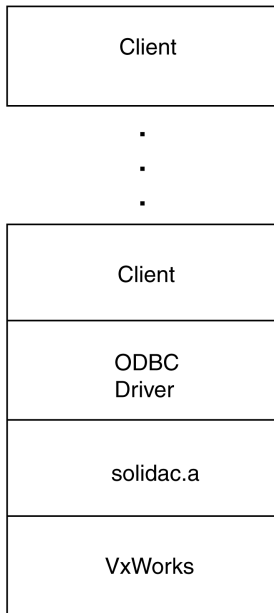 Client
Client
ODBC
Driver
solidac.a
VxWorks